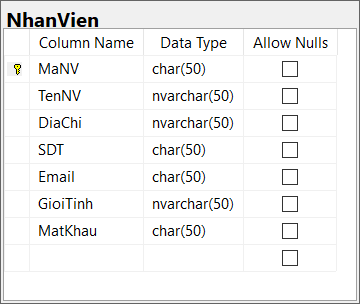 NhanVien
Column Name Data Type Allow Nulls
MaNV char(50)
TenNV nvarchar(50)
DiaChi nvarchar(50)
SDT char(50)
Email char(50)
GioiTinh nvarchar(50)
MatKhau char(50)